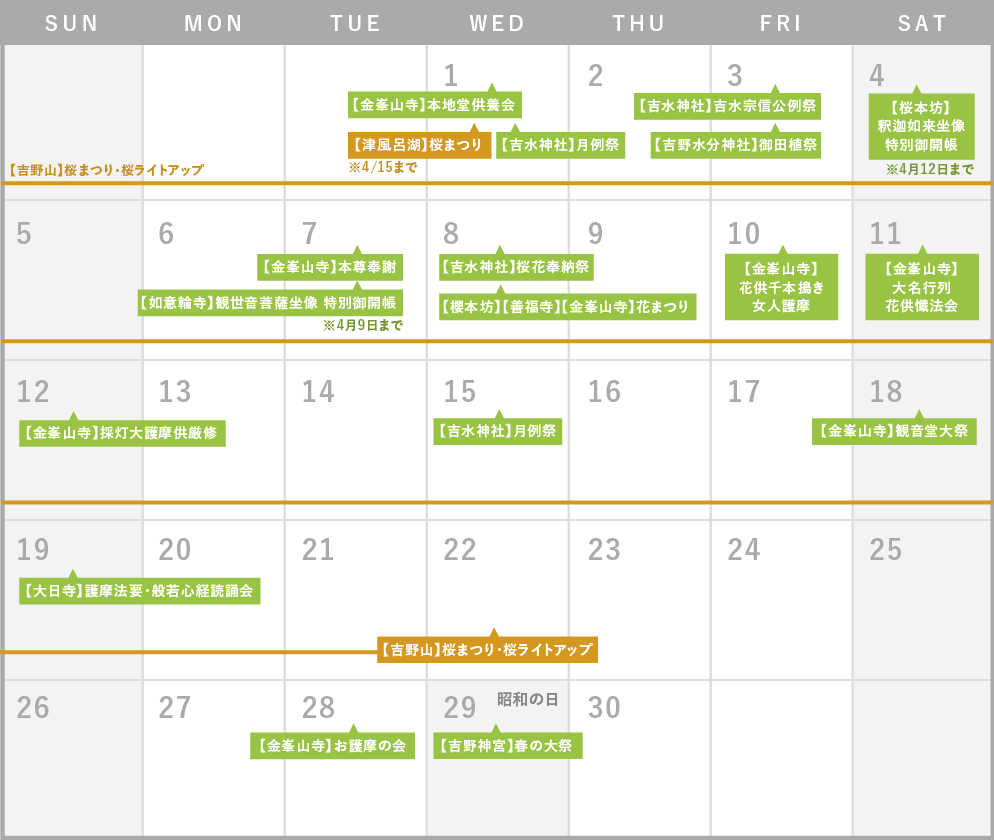 SUN MON TUE WED THU FRI SAT
1 2 3 4
【金峯山寺】本地堂供養会
【吉水神社】吉水宗信公例祭
【桜本坊】
釈迦如来坐像
特別御開帳
※4月12日まで
【津風呂湖】桜まつり
※4/15まで
【吉水神社】月例祭
【吉野水分神社】御田植祭
【吉野山】桜まつり・桜ライトアップ
5 6 7 8 9 10 11
【金峯山寺】本尊奉謝
【吉水神社】桜花奉納祭
【金峯山寺】
花供千本搗き
女人護摩
【金峯山寺】
大名行列
花供懺法会
【如意輪寺】観世音菩薩坐像 特別御開帳
※4月9日まで
【櫻本坊】【善福寺】【金峯山寺】花まつり
12 13 14 15 16 17 18
【金峯山寺】採灯大護摩供厳修
【吉水神社】月例祭
【金峯山寺】観音堂大祭
19 20 21 22 23 24 25
【大日寺】護摩法要・般若心経読誦会
【吉野山】桜まつり・桜ライトアップ
26 27 28 29 昭和の日 30
【金峯山寺】お護摩の会
【吉野神宮】春の大祭